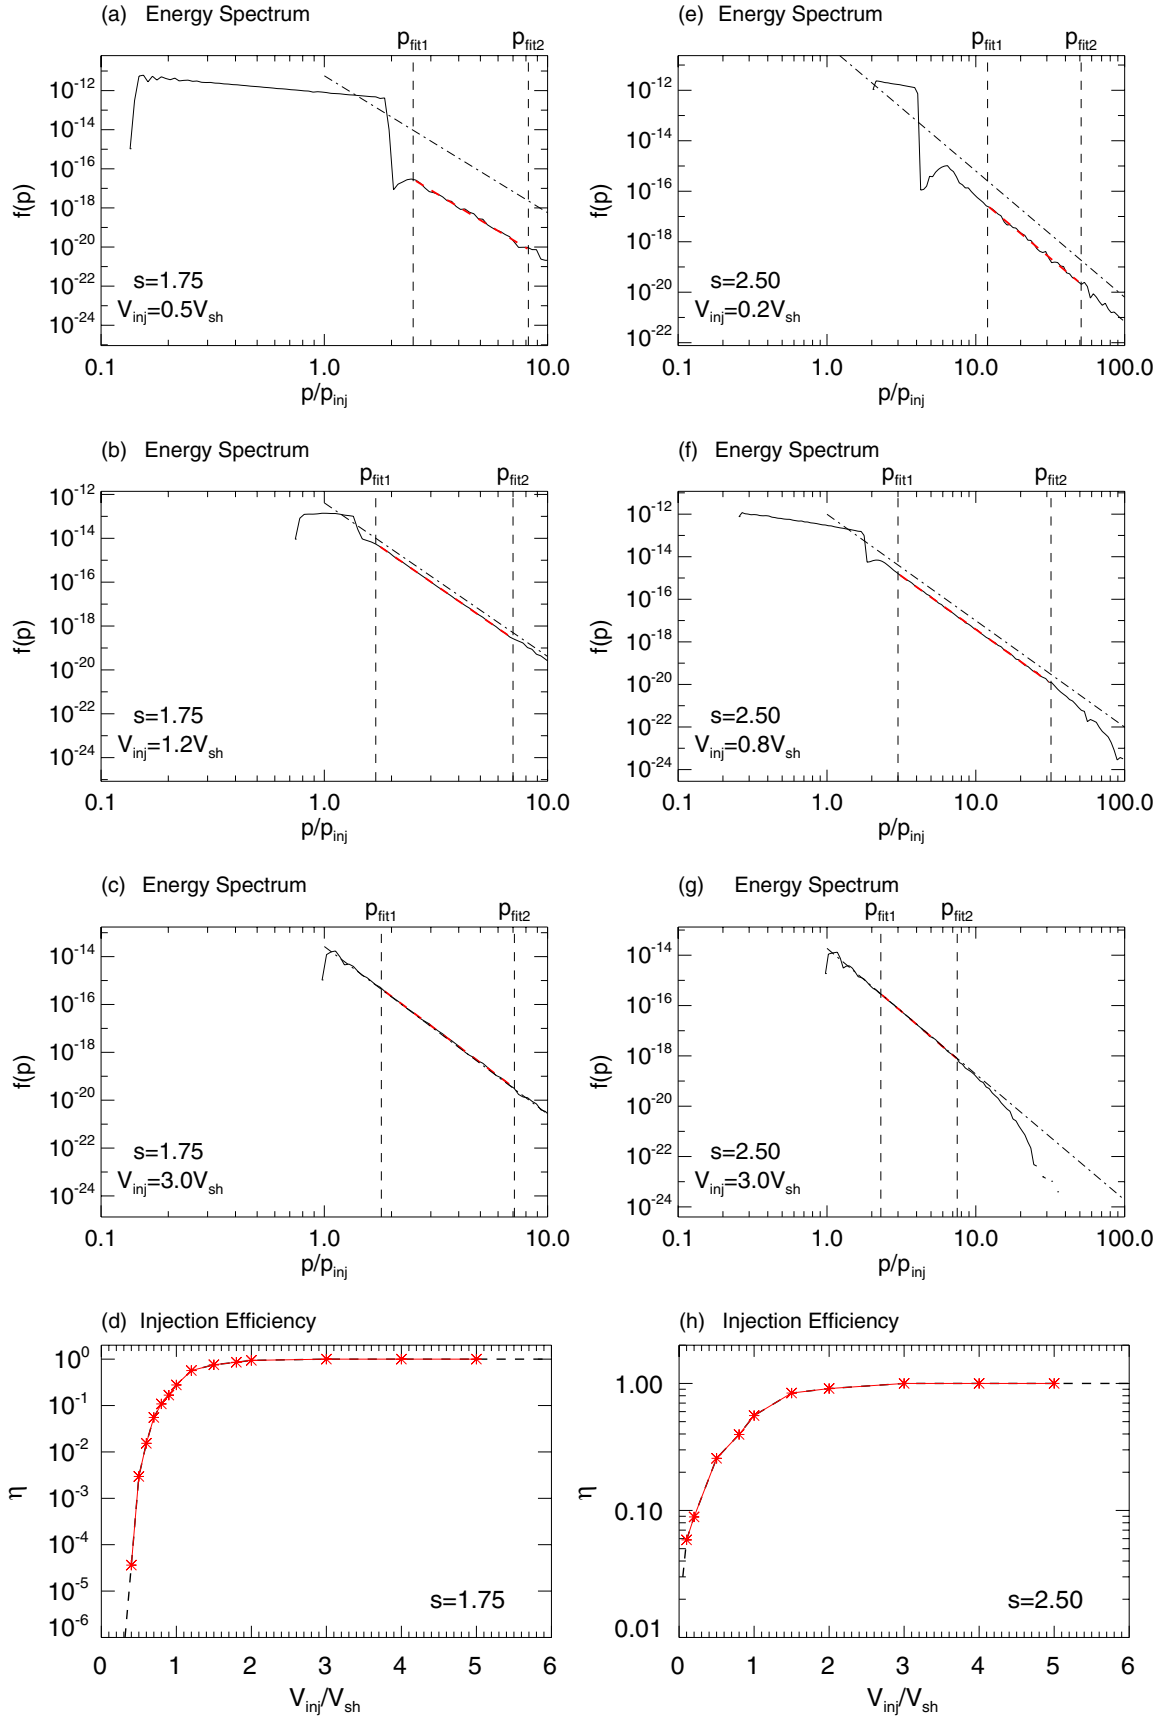 (a) Energy Spectrum
p_fit1 p_fit2
10^-12
10^-14
10^-16
10^-18
10^-20
10^-22
10^-24
f(p)
s=1.75
V_inj=0.5V_sh
0.1 1.0 10.0
p/p_inj
(e) Energy Spectrum
p_fit1 p_fit2
10^-12
10^-14
10^-16
10^-18
10^-20
10^-22
f(p)
s=2.50
V_inj=0.2V_sh
0.1 1.0 10.0 100.0
p/p_inj
(b) Energy Spectrum
p_fit1 p_fit2
10^-12
10^-14
10^-16
10^-18
10^-20
10^-22
10^-24
f(p)
s=1.75
V_inj=1.2V_sh
0.1 1.0 10.0
p/p_inj
(f) Energy Spectrum
p_fit1 p_fit2
10^-12
10^-14
10^-16
10^-18
10^-20
10^-22
10^-24
f(p)
s=2.50
V_inj=0.8V_sh
0.1 1.0 10.0 100.0
p/p_inj
(c) Energy Spectrum
p_fit1 p_fit2
10^-14
10^-16
10^-18
10^-20
10^-22
10^-24
f(p)
s=1.75
V_inj=3.0V_sh
0.1 1.0 10.0
p/p_inj
(g) Energy Spectrum
p_fit1 p_fit2
10^-14
10^-16
10^-18
10^-20
10^-22
10^-24
f(p)
s=2.50
V_inj=3.0V_sh
0.1 1.0 10.0 100.0
p/p_inj
(d) Injection Efficiency
10^0
10^-1
10^-2
10^-3
10^-4
10^-5
10^-6
η
s=1.75
0 1 2 3 4 5 6
V_inj/V_sh
(h) Injection Efficiency
1.00
0.10
0.01
η
s=2.50
0 1 2 3 4 5 6
V_inj/V_sh